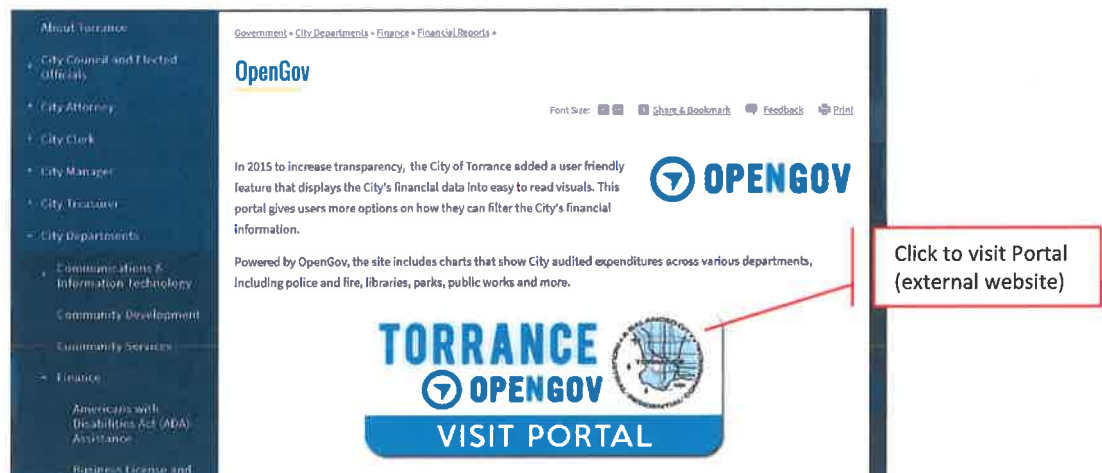 About Torrance
City Council and Elected
Officials
City Attorney
City Clerk
City Manager
City Treasurer
City Departments
Communications &
Information Technology
Community Development
Community Services
Finance
Americans with
Disabilities Act (ADA)
Assistance
Business License and
Government » City Departments » Finance » Financial Reports »
OpenGov
Font Size: Share & Bookmark Feedback Print
In 2015 to increase transparency, the City of Torrance added a user friendly
feature that displays the City's financial data into easy to read visuals. This
portal gives users more options on how they can filter the City's financial
information.
OPENGOV
Powered by OpenGov, the site includes charts that show City audited expenditures across various departments,
including police and fire, libraries, parks, public works and more.
TORRANCE
OPENGOV
VISIT PORTAL
Click to visit Portal
(external website)